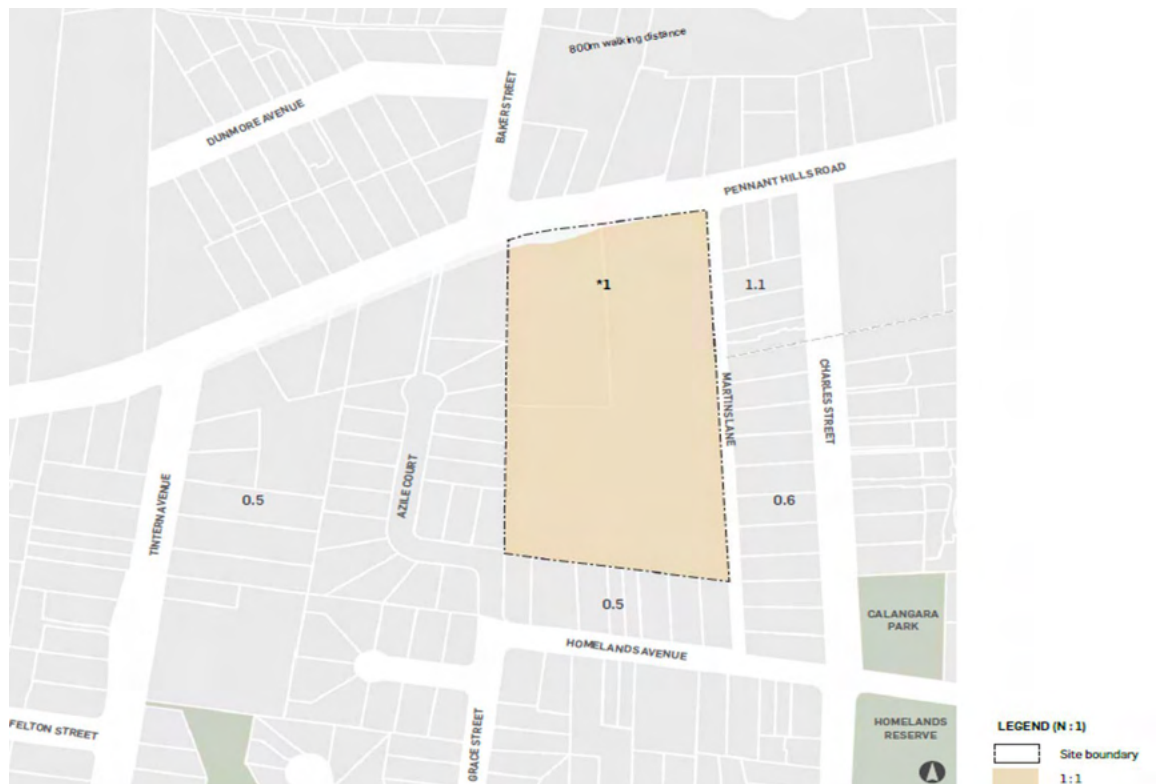 800m walking distance
DUNMORE AVENUE
BAKER STREET
PENNANT HILLS ROAD
*1
1.1
MARTINS LANE
CHARLES STREET
AZILE COURT
TINTERN AVENUE
0.5
0.6
0.5
CALANGARA
PARK
HOMELANDS AVENUE
FELTON STREET
GRACE STREET
HOMELANDS
RESERVE
LEGEND (N : 1)
Site boundary
1:1